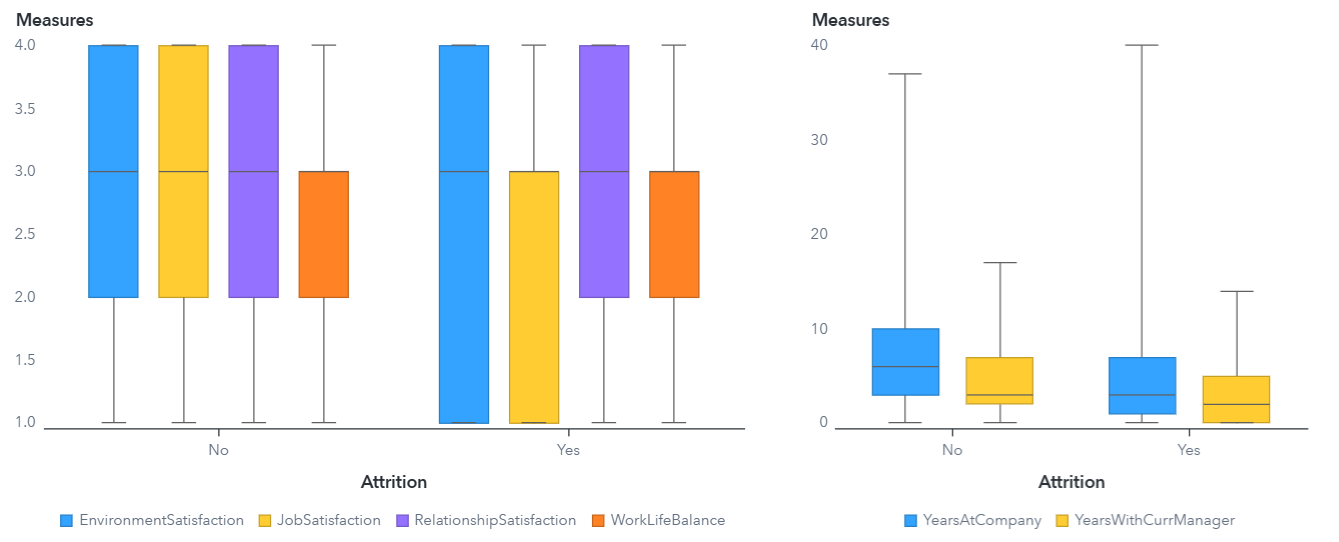 Measures
4.0
3.5
3.0
2.5
2.0
1.5
1.0
No Yes
Attrition
EnvironmentSatisfaction JobSatisfaction RelationshipSatisfaction WorkLifeBalance
Measures
40
30
20
10
0
No Yes
Attrition
YearsAtCompany YearsWithCurrManager